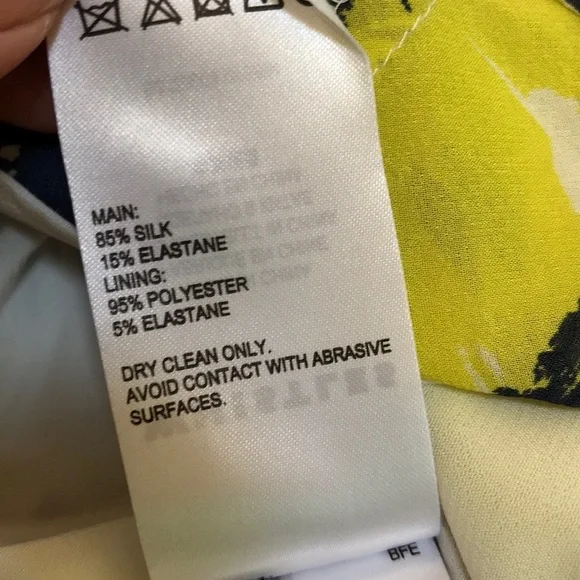 MAIN:
85% SILK
15% ELASTANE
LINING:
95% POLYESTER
5% ELASTANE
DRY CLEAN ONLY.
AVOID CONTACT WITH ABRASIVE
SURFACES.
BFE